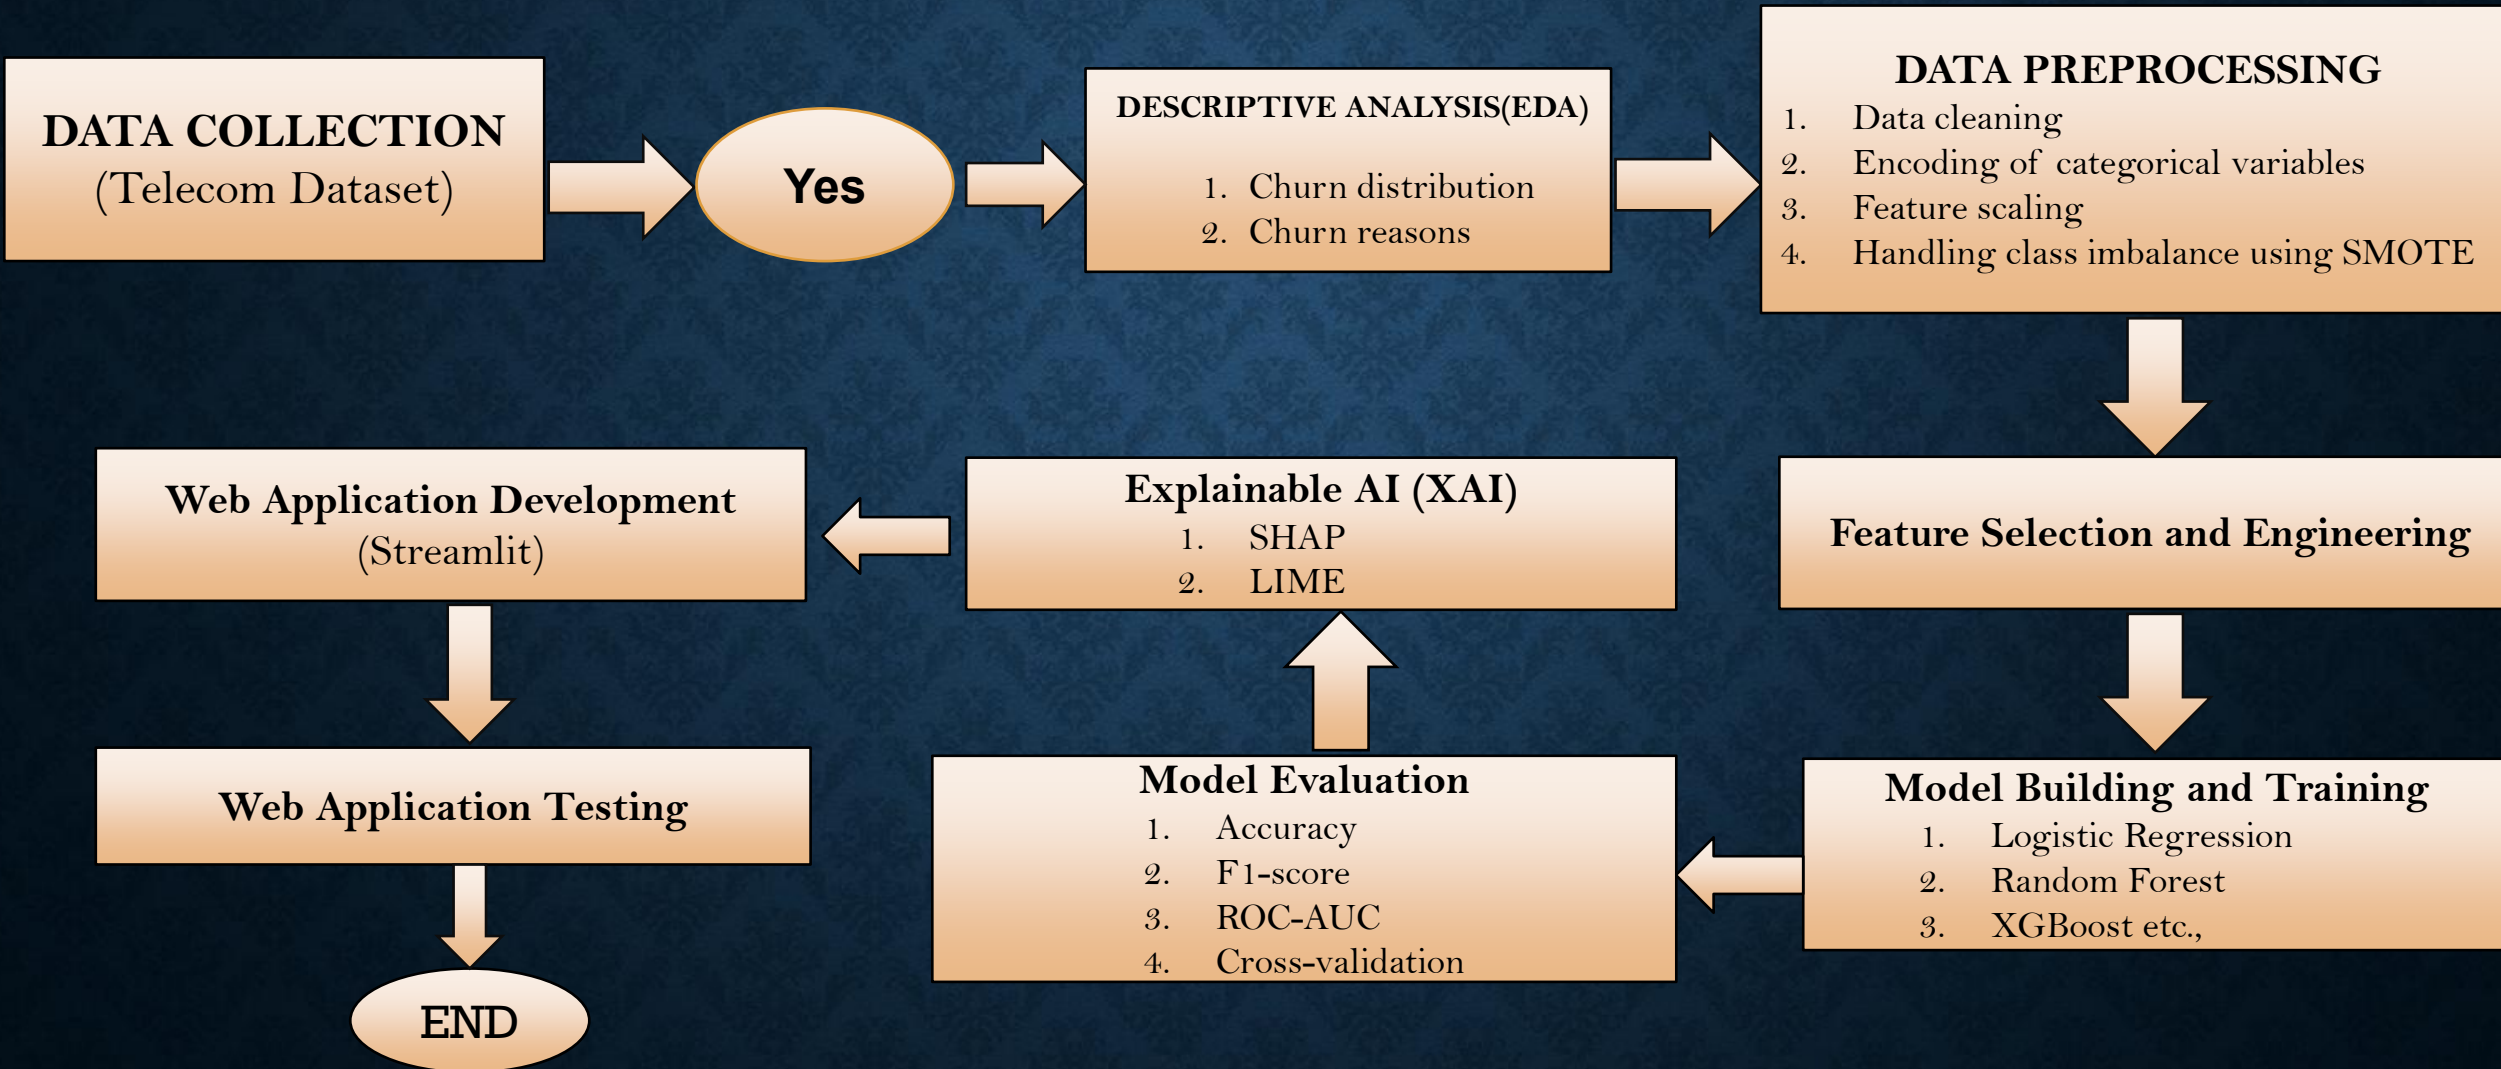 DATA COLLECTION
(Telecom Dataset)
Yes
DESCRIPTIVE ANALYSIS(EDA)
1. Churn distribution
2. Churn reasons
DATA PREPROCESSING
1. Data cleaning
2. Encoding of categorical variables
3. Feature scaling
4. Handling class imbalance using SMOTE
Feature Selection and Engineering
Model Building and Training
1. Logistic Regression
2. Random Forest
3. XGBoost etc.,
Model Evaluation
1. Accuracy
2. F1-score
3. ROC-AUC
4. Cross-validation
Explainable AI (XAI)
1. SHAP
2. LIME
Web Application Development
(Streamlit)
Web Application Testing
END